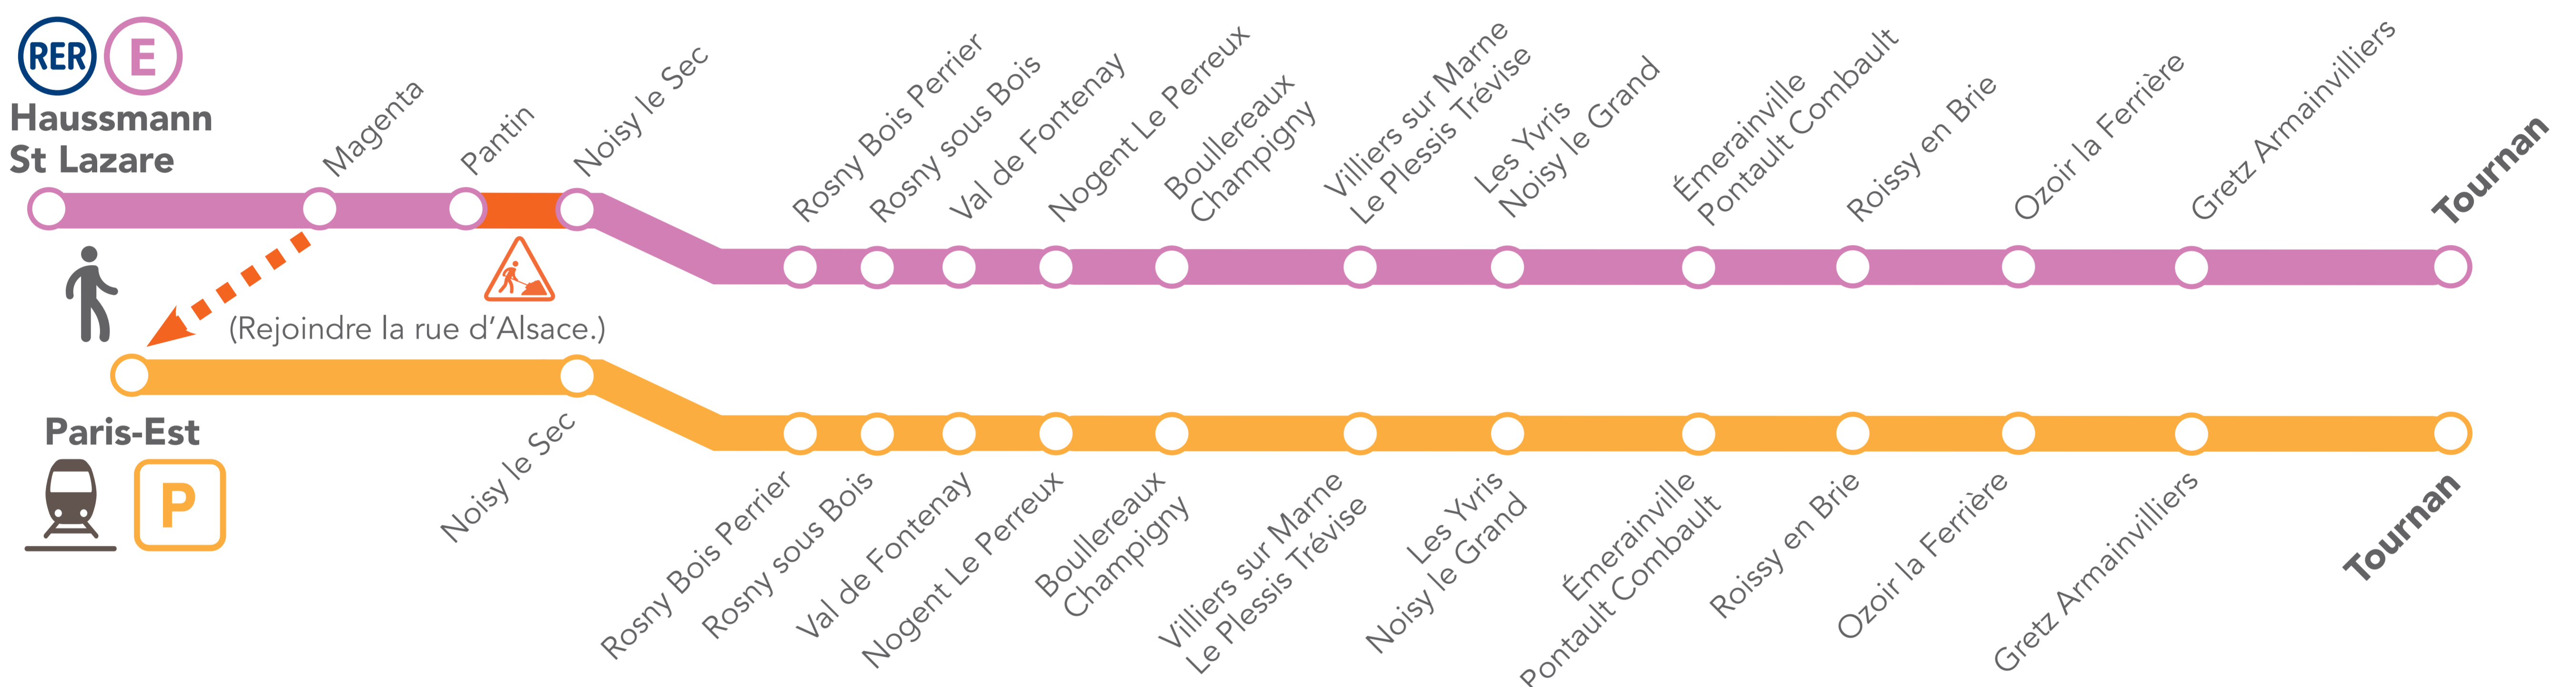 RER E
Haussmann
St Lazare
Magenta
Pantin
Noisy le Sec
Rosny Bois Perrier
Rosny sous Bois
Val de Fontenay
Nogent Le Perreux
Boullereaux
Champigny
Villiers sur Marne
Le Plessis Trévise
Les Yvris
Noisy le Grand
Émerainville
Pontault Combault
Roissy en Brie
Ozoir la Ferrière
Gretz Armainvilliers
Tournan
(Rejoindre la rue d'Alsace.)
Paris-Est
P
Noisy le Sec
Rosny Bois Perrier
Rosny sous Bois
Val de Fontenay
Nogent Le Perreux
Boullereaux
Champigny
Villiers sur Marne
Le Plessis Trévise
Les Yvris
Noisy le Grand
Émerainville
Pontault Combault
Roissy en Brie
Ozoir la Ferrière
Gretz Armainvilliers
Tournan